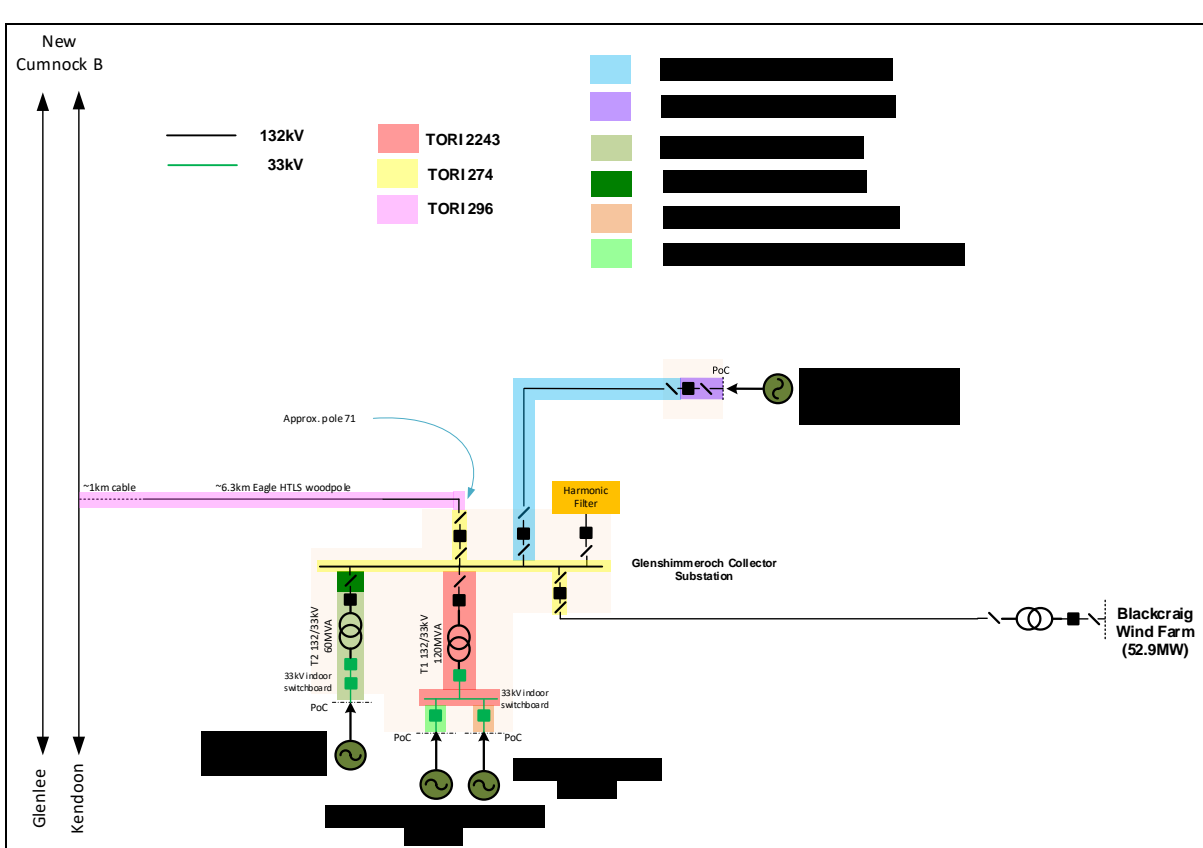 New
Cumnock B
132kV
33kV
TORI 2243
TORI 274
TORI 296
PoC
Approx. pole 71
~1km cable
~6.3km Eagle HTLS woodpole
Harmonic
Filter
Glenshimmeroch Collector
Substation
T2 132/33kV
60MVA
T1 132/33kV
120MVA
Blackcraig
Wind Farm
(52.9MW)
33kV indoor
switchboard
33kV indoor
switchboard
PoC
PoC
PoC
Glenlee
Kendoon